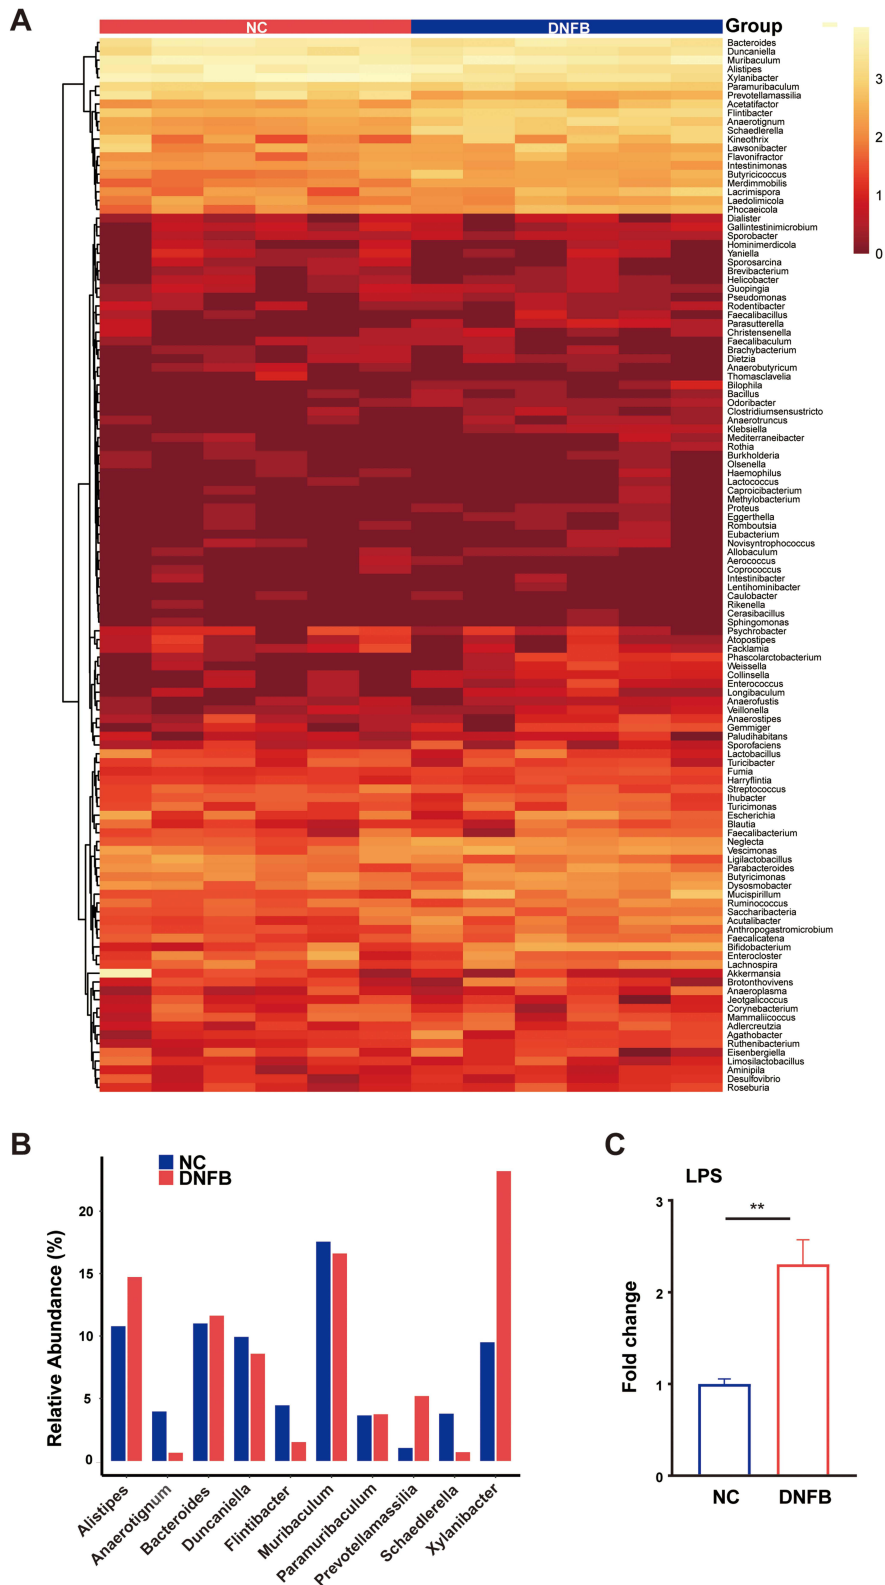 A
NC
DNFB
Group
Bacteroides
Duncaniella
Muribaculum
Alistipes
Xylanibacter
Paramuribaculum
Prevotellamassilia
Acetatifactor
Flintibacter
Anaerotignum
Schaedlerella
Kineothrix
Lawsonibacter
Flavonifractor
Intestinimonas
Butyricicoccus
Merdimmobilis
Lacrimispora
Laedolimicola
Phocaeicola
Dialister
Gallintestinimicrobium
Sporobacter
Hominimerdicola
Yaniella
Sporosarcina
Brevibacterium
Helicobacter
Guopingia
Pseudomonas
Rodentibacter
Faecalibacillus
Parasutterella
Christensenella
Faecalibaculum
Brachybacterium
Dietzia
Anaerobutyricum
Thomasclavelia
Bilophila
Bacillus
Odoribacter
Clostridiumsensustricto
Anaerotruncus
Klebsiella
Mediterraneibacter
Rothia
Burkholderia
Olsenella
Haemophilus
Lactococcus
Caproicibacterium
Methylobacterium
Proteus
Eggerthella
Romboutsia
Eubacterium
Novisyntrophococcus
Allobaculum
Aerococcus
Coprococcus
Intestinibacter
Lentihominibacter
Caulobacter
Rikenella
Cerasibacillus
Sphingomonas
Psychrobacter
Atopostipes
Facklamia
Phascolarctobacterium
Weissella
Collinsella
Enterococcus
Longibaculum
Anaerofustis
Veillonella
Anaerostipes
Gemmiger
Paludihabitans
Sporofaciens
Lactobacillus
Turicibacter
Fumia
Harryflintia
Streptococcus
Ihubacter
Turicimonas
Escherichia
Blautia
Faecalibacterium
Neglecta
Vescimonas
Ligilactobacillus
Parabacteroides
Butyricimonas
Dysosmobacter
Mucispirillum
Ruminococcus
Saccharibacteria
Acutalibacter
Anthropogastromicrobium
Faecalicatena
Bifidobacterium
Enterocloster
Lachnospira
Akkermansia
Brotonthovivens
Anaeroplasma
Jeotgalicoccus
Corynebacterium
Mammaliicoccus
Adlercreutzia
Agathobacter
Ruthenibacterium
Eisenbergiella
Limosilactobacillus
Aminipila
Desulfovibrio
Roseburia
3
2
1
0
B
NC
DNFB
Relative Abundance (%)
20
15
10
5
0
Alistipes
Anaerotignum
Bacteroides
Duncaniella
Flintibacter
Muribaculum
Paramuribaculum
Prevotellamassilia
Schaedlerella
Xylanibacter
C
LPS
**
Fold change
3
2
1
0
NC
DNFB